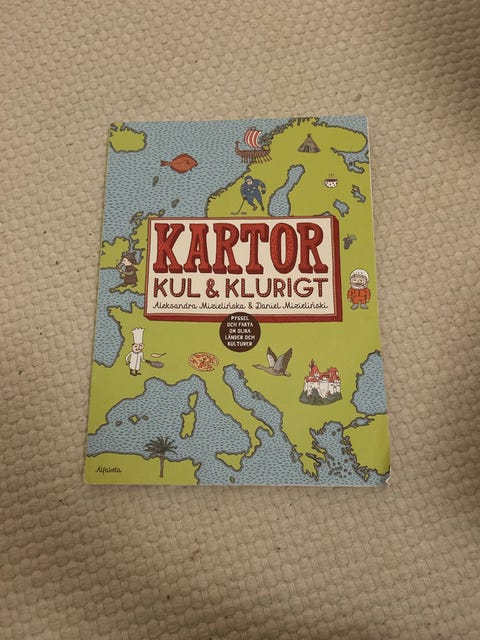 KARTOR
KUL & KLURIGT
Aleksandra Mizielińska & Daniel Mizieliński
PYSSEL
OCH FAKTA
OM OLIKA
LÄNDER OCH
KULTURER
Alfabeta